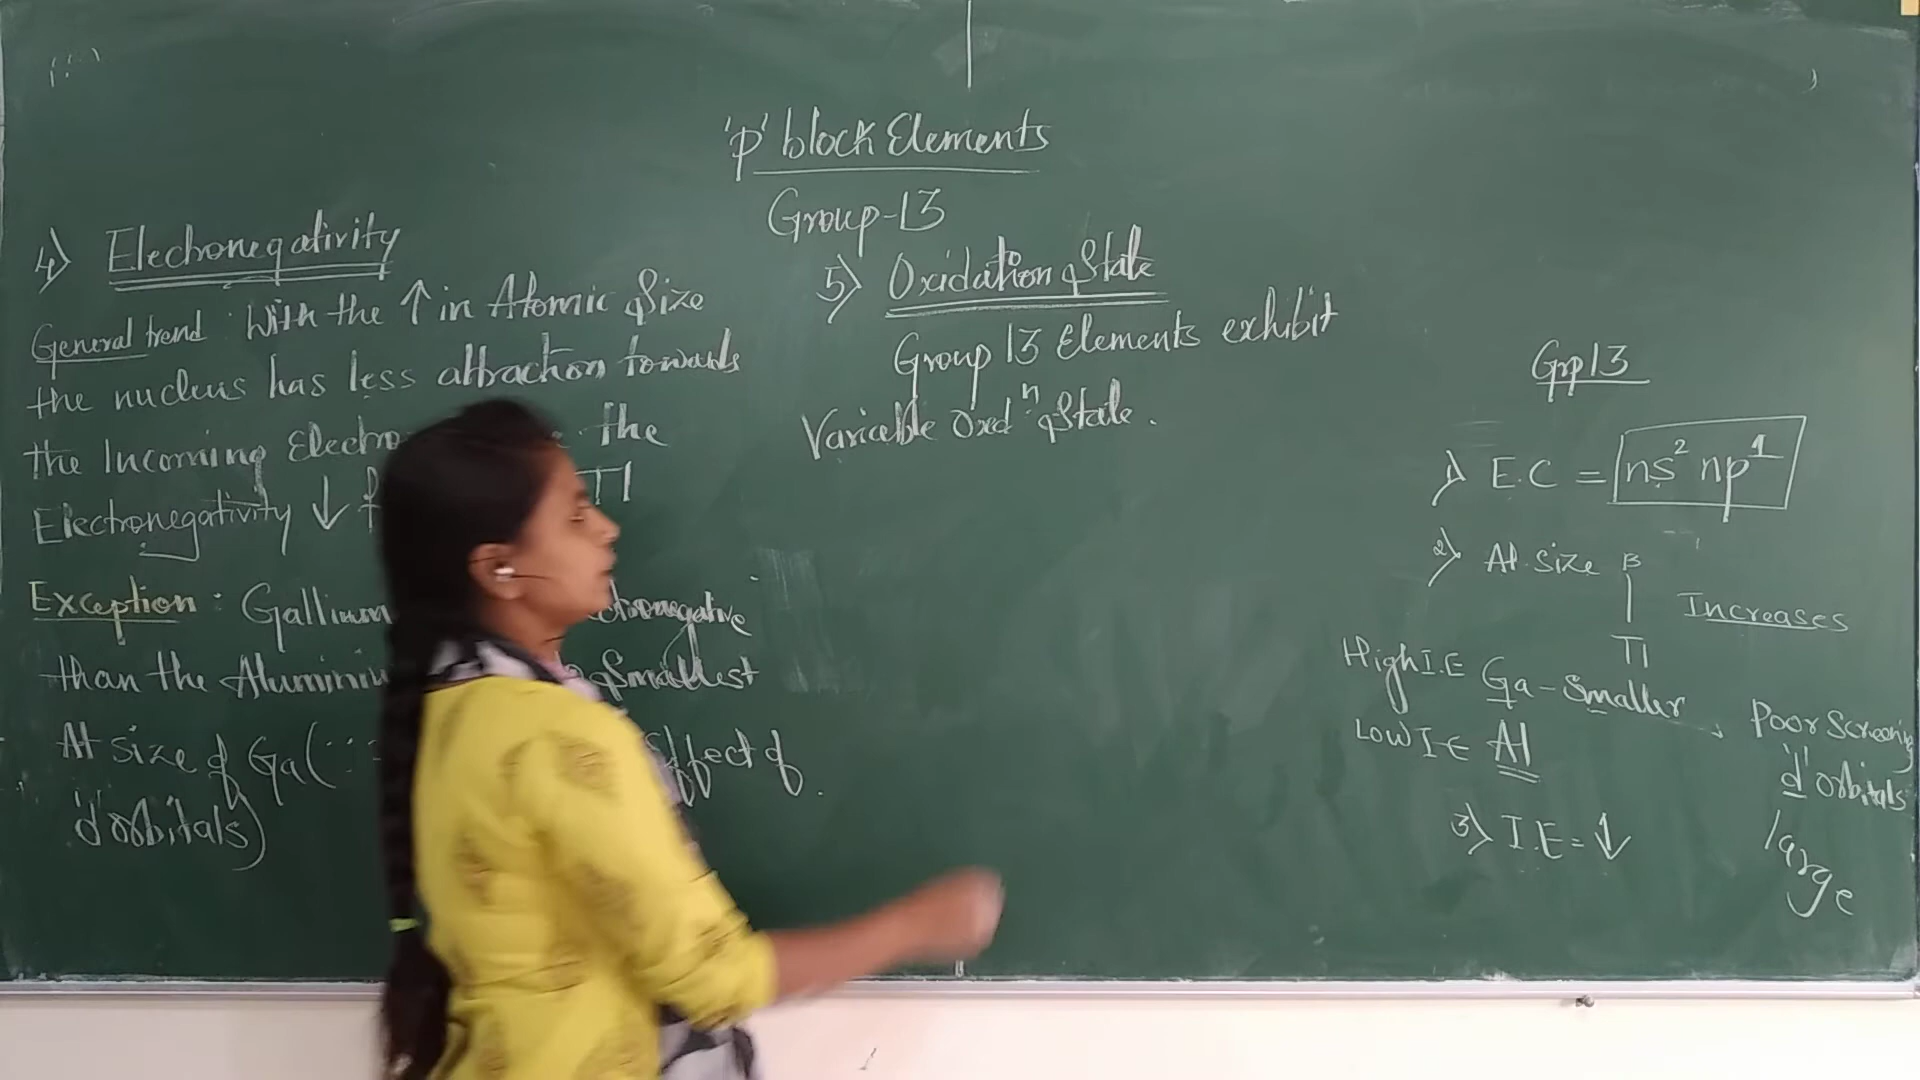 'p' block Elements
Group-13
4) Electronegativity
General trend : With the ↑ in Atomic Size
the nucleus has less attraction towards
the Incoming Electro the
Electronegativity ↓ Tl
Exception : Gallium
than the Aluminiu Smallest
At size of Ga( ∵ effect of
'd' orbitals)
5) Oxidation State
Group 13 Elements exhibit
Variable Oxdⁿ State.
Grp 13
1) E.C = ns² np¹
2) At. Size B
Increases
Tl
High I.E Ga - Smaller
Low I.E Al
Poor Screening
'd' orbitals
large
3) I.E = ↓